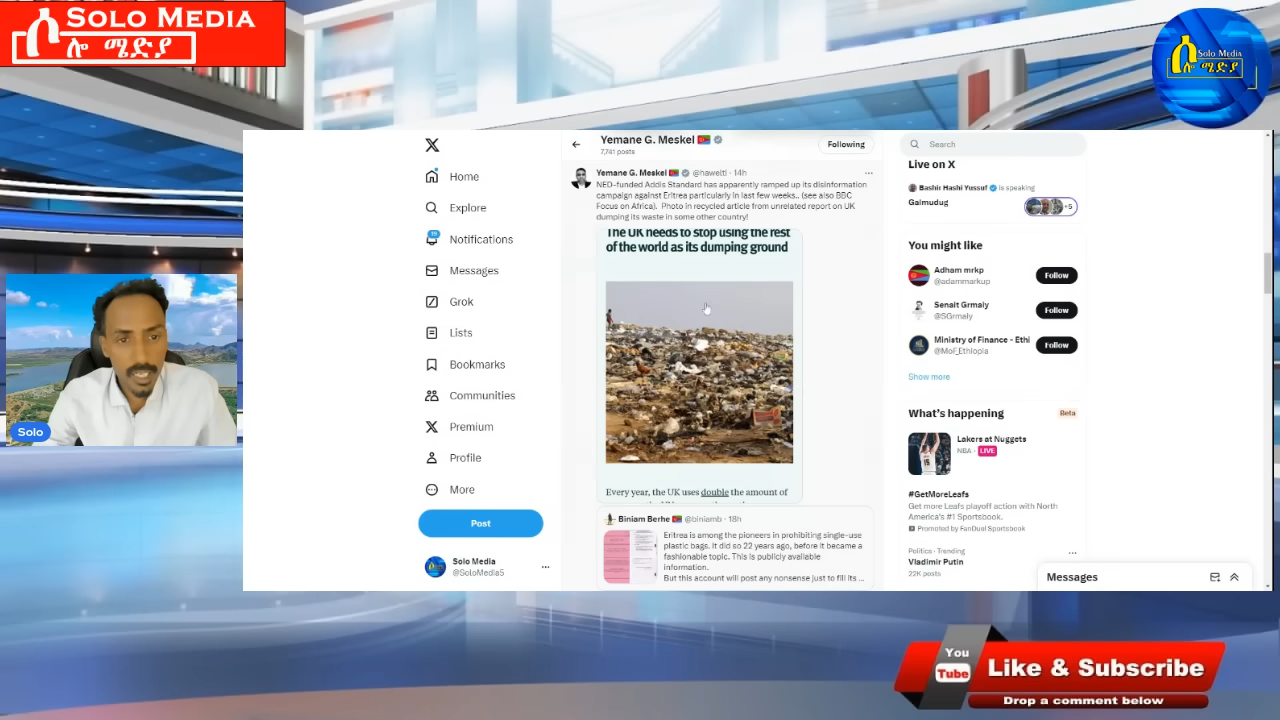 SOLO MEDIA
ሶሎ ሜድያ
Solo Media
ሶሎ ሜድያ
X
Home
Explore
15
Notifications
Messages
Grok
Lists
Bookmarks
Communities
Premium
Profile
More
Post
Solo Media
@SoloMedia5
Yemane G. Meskel
7,741 posts
Following
Yemane G. Meskel @hawelti · 14h
NED-funded Addis Standard has apparently ramped up its disinformation
campaign against Eritrea particularly in last few weeks.. (see also BBC
Focus on Africa). Photo in recycled article from unrelated report on UK
dumping its waste in some other country!
The UK needs to stop using the rest
of the world as its dumping ground
Every year, the UK uses double the amount of
Biniam Berhe @biniamb · 18h
Eritrea is among the pioneers in prohibiting single-use
plastic bags. It did so 22 years ago, before it became a
fashionable topic. This is publicly available
information.
But this account will post any nonsense just to fill its ...
Search
Live on X
Bashir Hashi Yussuf is speaking
Galmudug
+5
You might like
Adham mrkp
@adammarkup
Follow
Senait Grmaly
@SGrmaly
Follow
Ministry of Finance - Ethi
@MoF_Ethiopia
Follow
Show more
What's happening
Beta
Lakers at Nuggets
NBA · LIVE
#GetMoreLeafs
Get more Leafs playoff action with North
America's #1 Sportsbook.
Promoted by FanDuel Sportsbook
Politics · Trending
Vladimir Putin
22K posts
Messages
Solo
You
Tube
Like & Subscribe
Drop a comment below